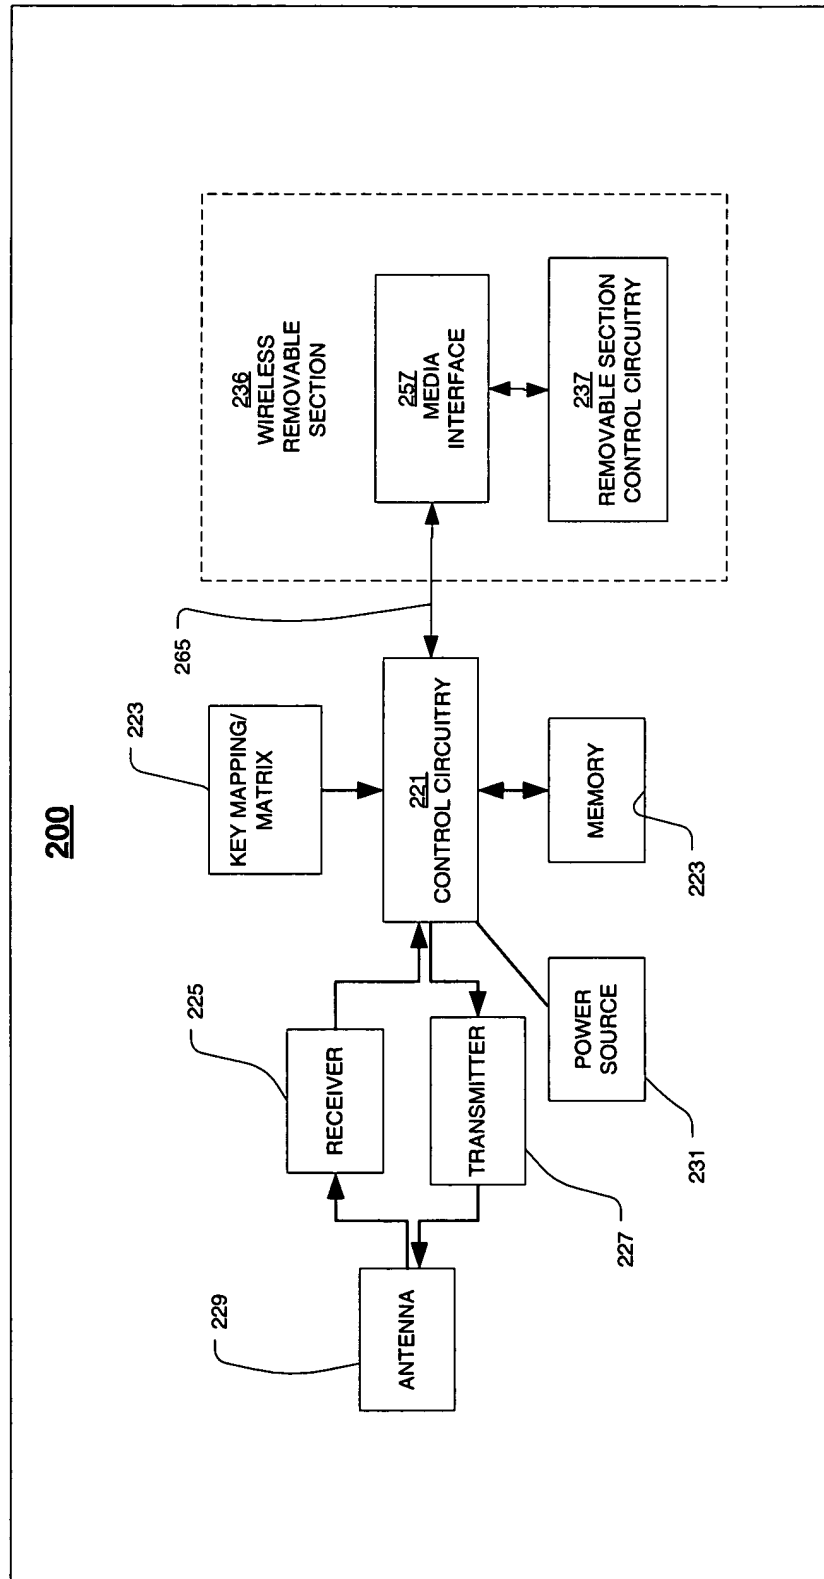 200
229
ANTENNA
225
RECEIVER
TRANSMITTER
227
223
KEY MAPPING/
MATRIX
221
CONTROL CIRCUITRY
POWER
SOURCE
231
MEMORY
223
265
236
WIRELESS
REMOVABLE
SECTION
257
MEDIA
INTERFACE
237
REMOVABLE SECTION
CONTROL CIRCUITRY